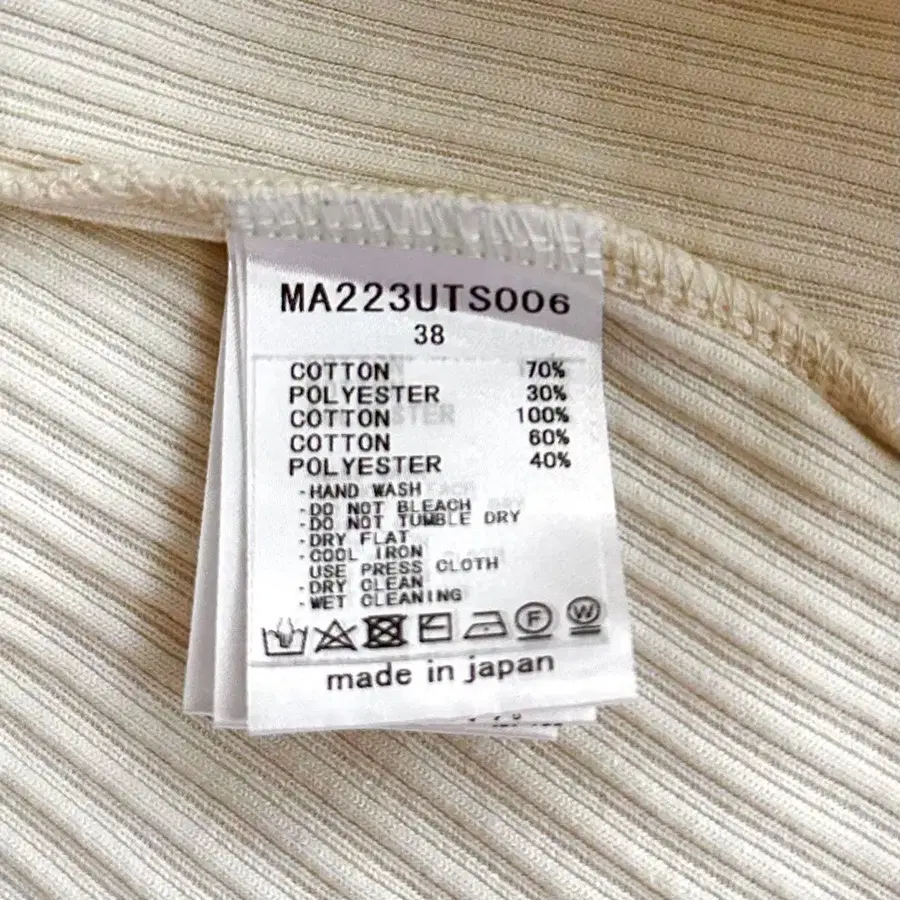 MA223UTS006
38
COTTON 70%
POLYESTER 30%
COTTON 100%
COTTON 60%
POLYESTER 40%
-HAND WASH
-DO NOT BLEACH
-DO NOT TUMBLE DRY
-DRY FLAT
-COOL IRON
USE PRESS CLOTH
-DRY CLEAN
-WET CLEANING
F W
made in japan